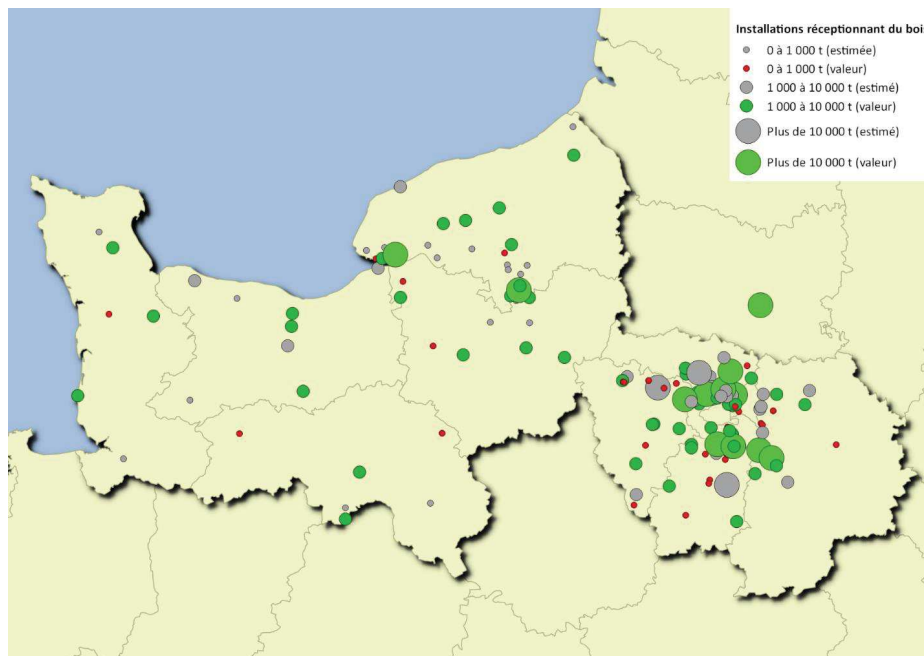 Installations réceptionnant du bois
0 à 1 000 t (estimée)
0 à 1 000 t (valeur)
1 000 à 10 000 t (estimé)
1 000 à 10 000 t (valeur)
Plus de 10 000 t (estimé)
Plus de 10 000 t (valeur)